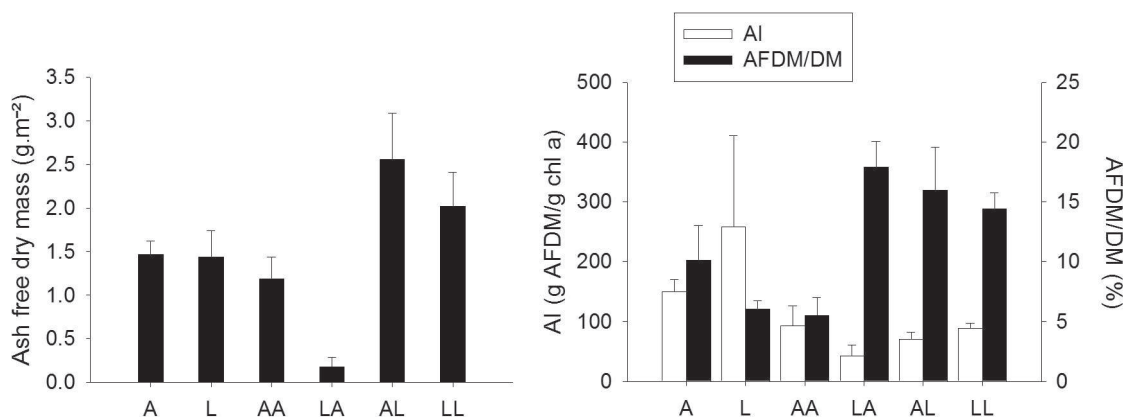 AI
AFDM/DM
Ash free dry mass (g.m⁻²)
3.5
3.0
2.5
2.0
1.5
1.0
0.5
0.0
A L AA LA AL LL
AI (g AFDM/g chl a)
500
400
300
200
100
0
A L AA LA AL LL
25
20
15
10
5
0
AFDM/DM (%)